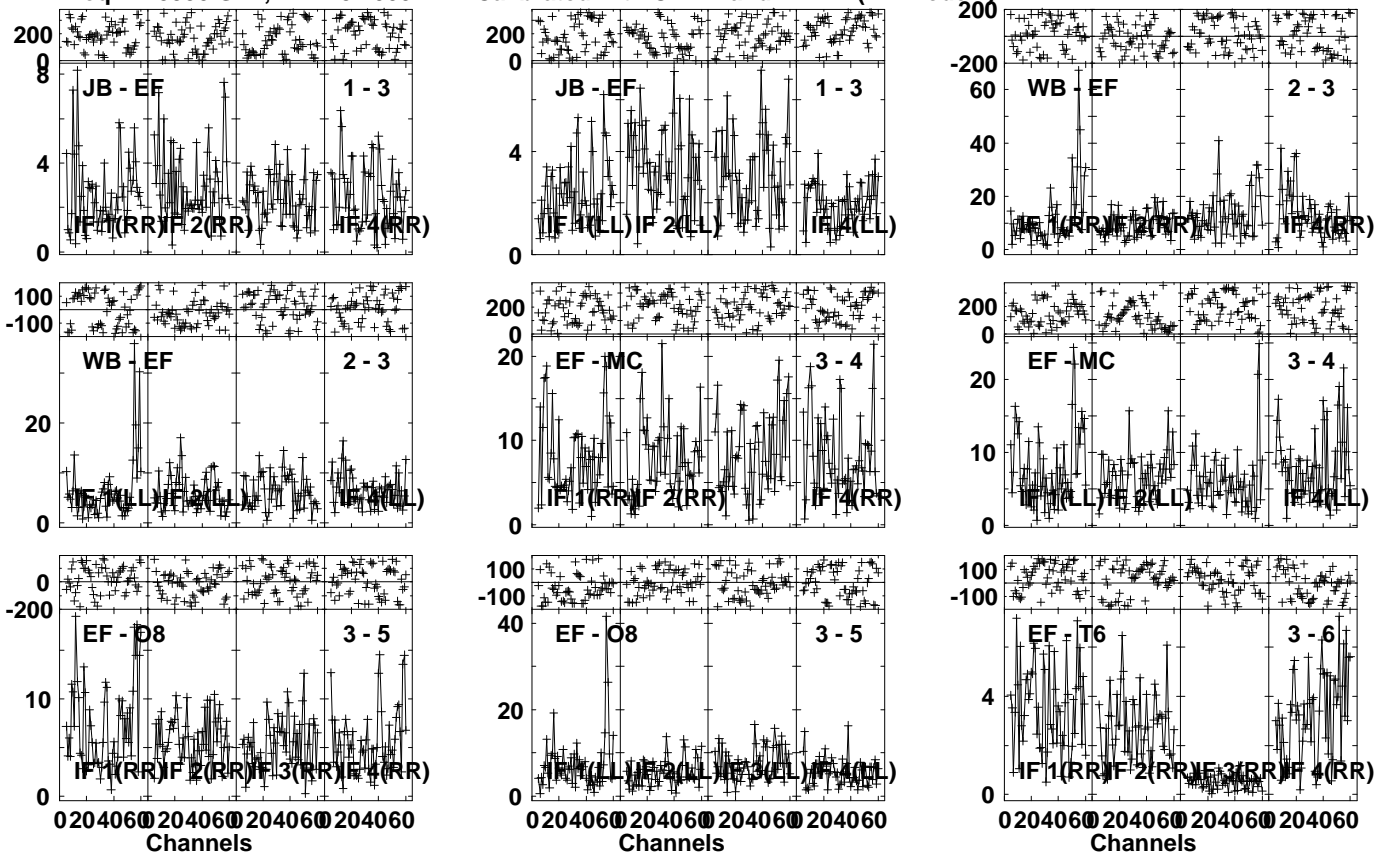 200
0
200
0
200
-200
8
4
0
JB - EF
1 - 3
IF 1(RR)
IF 2(RR)
IF 4(RR)
4
0
JB - EF
1 - 3
IF 1(LL)
IF 2(LL)
IF 4(LL)
60
40
20
0
WB - EF
2 - 3
IF 1(RR)
IF 2(RR)
IF 4(RR)
100
-100
200
0
200
0
20
0
WB - EF
2 - 3
IF 1(LL)
IF 2(LL)
IF 4(LL)
20
10
0
EF - MC
3 - 4
IF 1(RR)
IF 2(RR)
IF 4(RR)
20
10
0
EF - MC
3 - 4
IF 1(LL)
IF 2(LL)
IF 4(LL)
0
-200
100
-100
100
-100
10
0
EF - O8
3 - 5
IF 1(RR)
IF 2(RR)
IF 3(RR)
IF 4(RR)
40
20
0
EF - O8
3 - 5
IF 1(LL)
IF 2(LL)
IF 3(LL)
IF 4(LL)
4
0
EF - T6
3 - 6
IF 1(RR)
IF 2(RR)
IF 3(RR)
IF 4(RR)
0 20 40 60 0 20 40 60 0 20 40 60 0 20 40 60
Channels
0 20 40 60 0 20 40 60 0 20 40 60 0 20 40 60
Channels
0 20 40 60 0 20 40 60 0 20 40 60 0 20 40 60
Channels